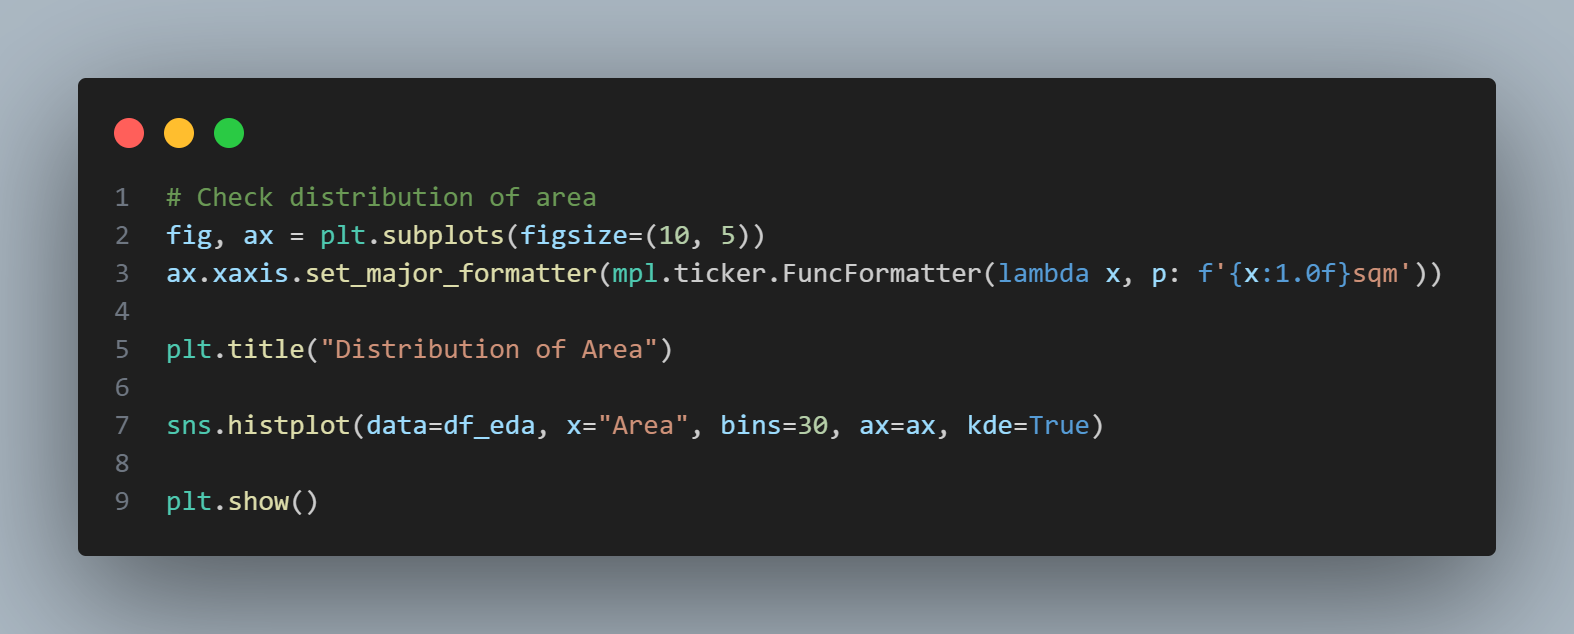 1 # Check distribution of area
2 fig, ax = plt.subplots(figsize=(10, 5))
3 ax.xaxis.set_major_formatter(mpl.ticker.FuncFormatter(lambda x, p: f'{x:1.0f}sqm'))
4
5 plt.title("Distribution of Area")
6
7 sns.histplot(data=df_eda, x="Area", bins=30, ax=ax, kde=True)
8
9 plt.show()